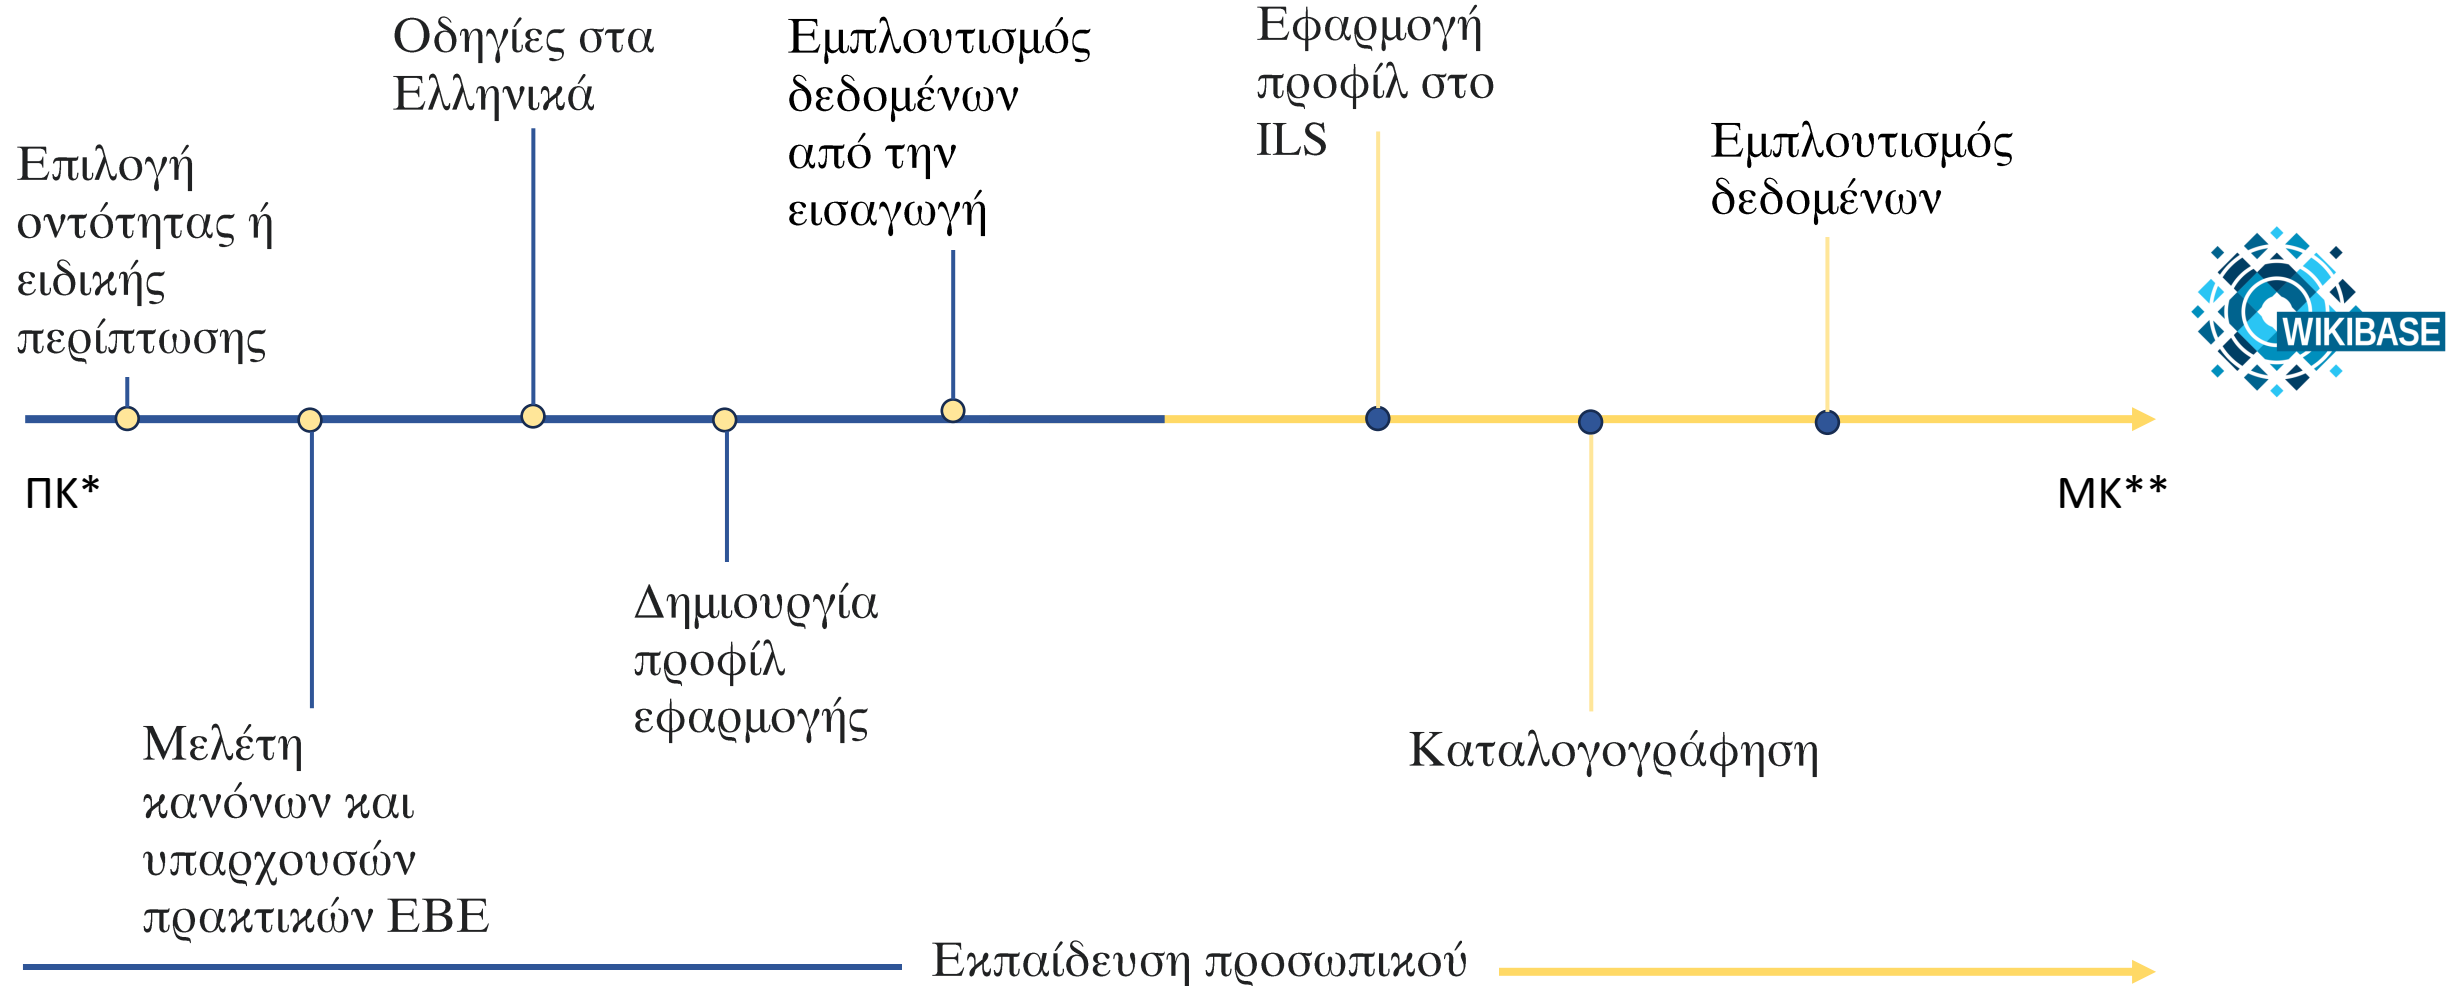 Επιλογή
οντότητας ή
ειδικής
περίπτωσης
Μελέτη
κανόνων και
υπαρχουσών
πρακτικών ΕΒΕ
Οδηγίες στα
Ελληνικά
Δημιουργία
προφίλ
εφαρμογής
Εμπλουτισμός
δεδομένων
από την
εισαγωγή
Εφαρμογή
προφίλ στο
ILS
Καταλογογράφηση
Εμπλουτισμός
δεδομένων
WIKIBASE
ΠΚ*
ΜΚ**
Εκπαίδευση προσωπικού